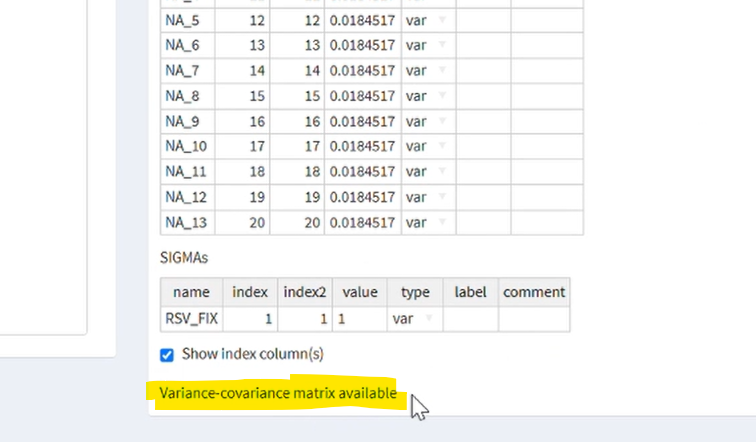 NA_5 12 12 0.0184517 var
NA_6 13 13 0.0184517 var
NA_7 14 14 0.0184517 var
NA_8 15 15 0.0184517 var
NA_9 16 16 0.0184517 var
NA_10 17 17 0.0184517 var
NA_11 18 18 0.0184517 var
NA_12 19 19 0.0184517 var
NA_13 20 20 0.0184517 var
SIGMAs
name index index2 value type label comment
RSV_FIX 1 1 1 var
Show index column(s)
Variance-covariance matrix available